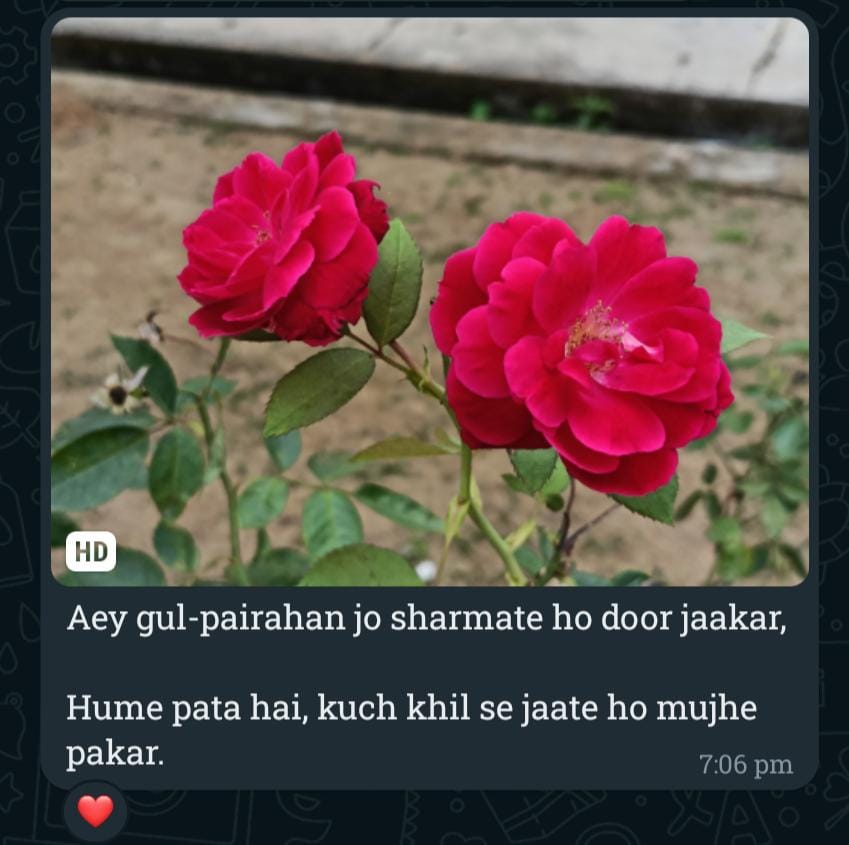 HD
Aey gul-pairahan jo sharmate ho door jaakar,
Hume pata hai, kuch khil se jaate ho mujhe
pakar.
7:06 pm